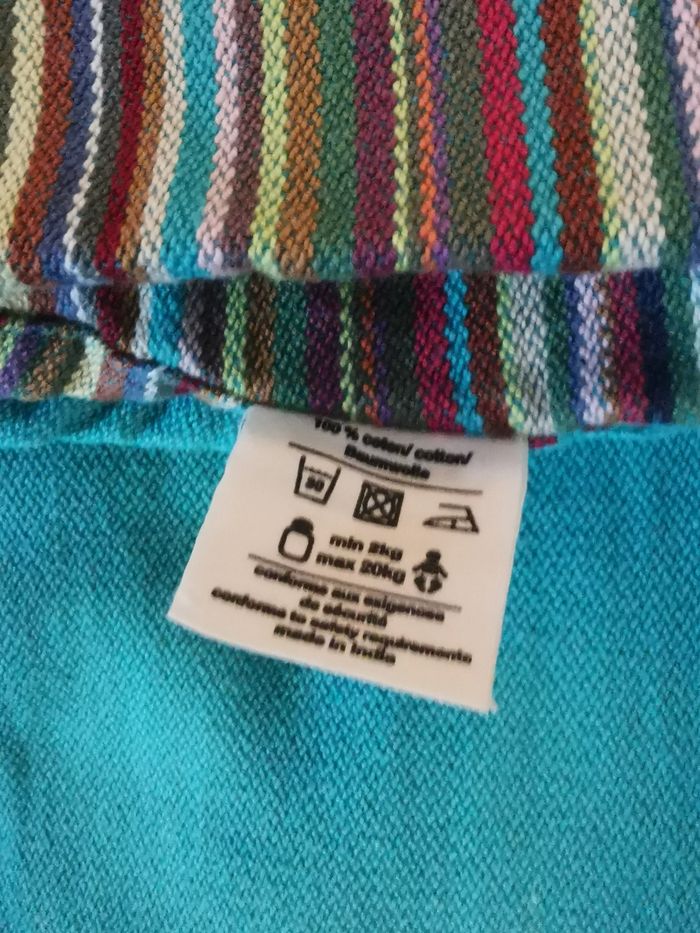 100 % coton/ cotton/
Baumwolle
30
min 2kg
max 20kg
conforme aux exigences
de sécurité
conforms to safety requirements
made in India